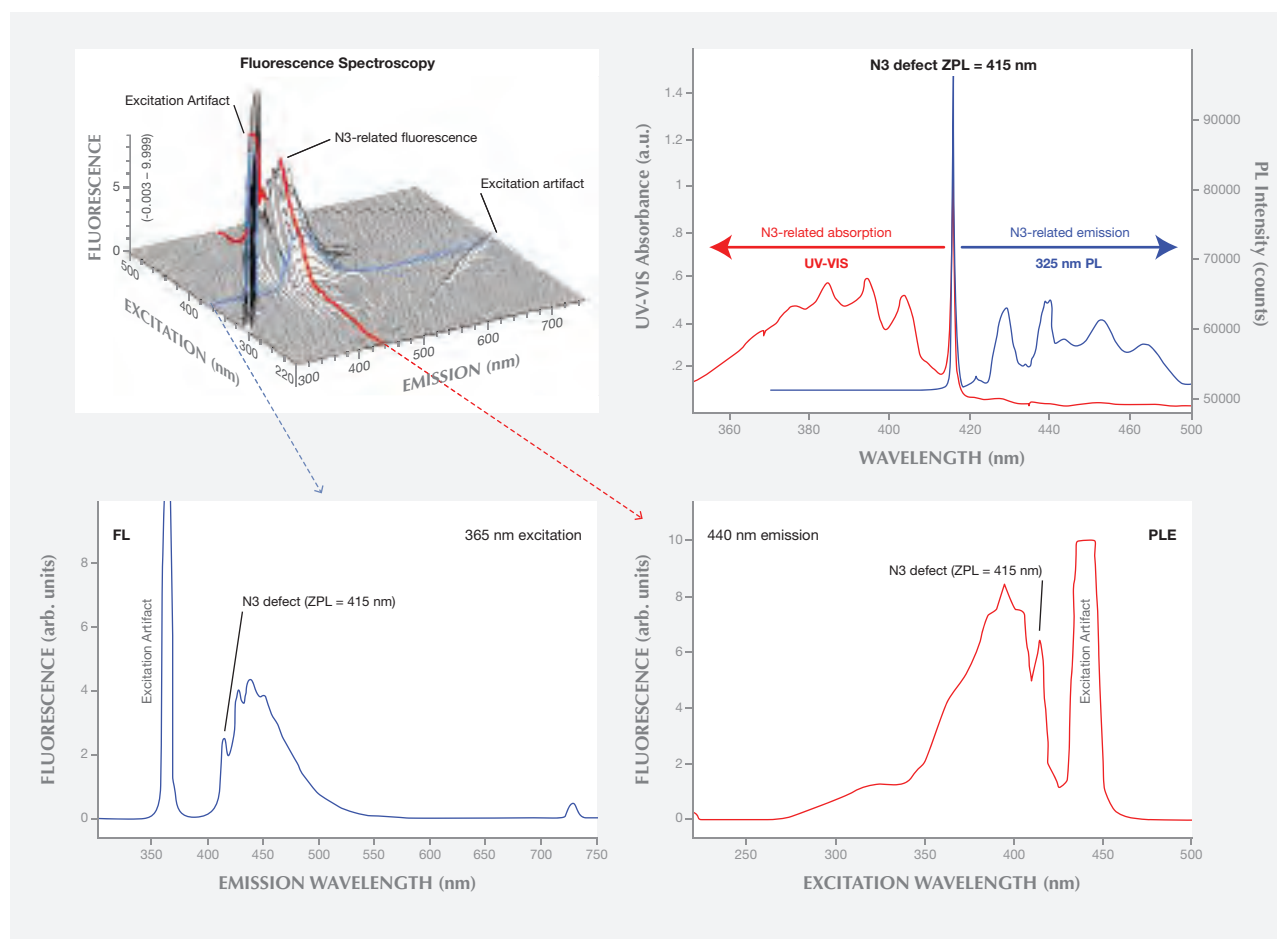 Fluorescence Spectroscopy
Excitation Artifact
N3-related fluorescence
Excitation artifact
FLUORESCENCE
(-0.003 – 9.999)
5
0
500
400
300
220
EXCITATION (nm)
300
400
500
600
700
EMISSION (nm)
N3 defect ZPL = 415 nm
UV-VIS Absorbance (a.u.)
1.4
1.2
1
.8
.6
.4
.2
N3-related absorption
UV-VIS
N3-related emission
325 nm PL
90000
80000
70000
60000
50000
PL Intensity (counts)
360
400
420
440
460
500
WAVELENGTH (nm)
FL
365 nm excitation
FLUORESCENCE (arb. units)
8
6
4
2
0
Excitation Artifact
N3 defect (ZPL = 415 nm)
350
400
450
500
550
600
650
700
750
EMISSION WAVELENGTH (nm)
440 nm emission
PLE
FLUORESCENCE (arb. units)
10
8
6
4
2
0
N3 defect (ZPL = 415 nm)
Excitation Artifact
250
300
350
400
450
500
EXCITATION WAVELENGTH (nm)